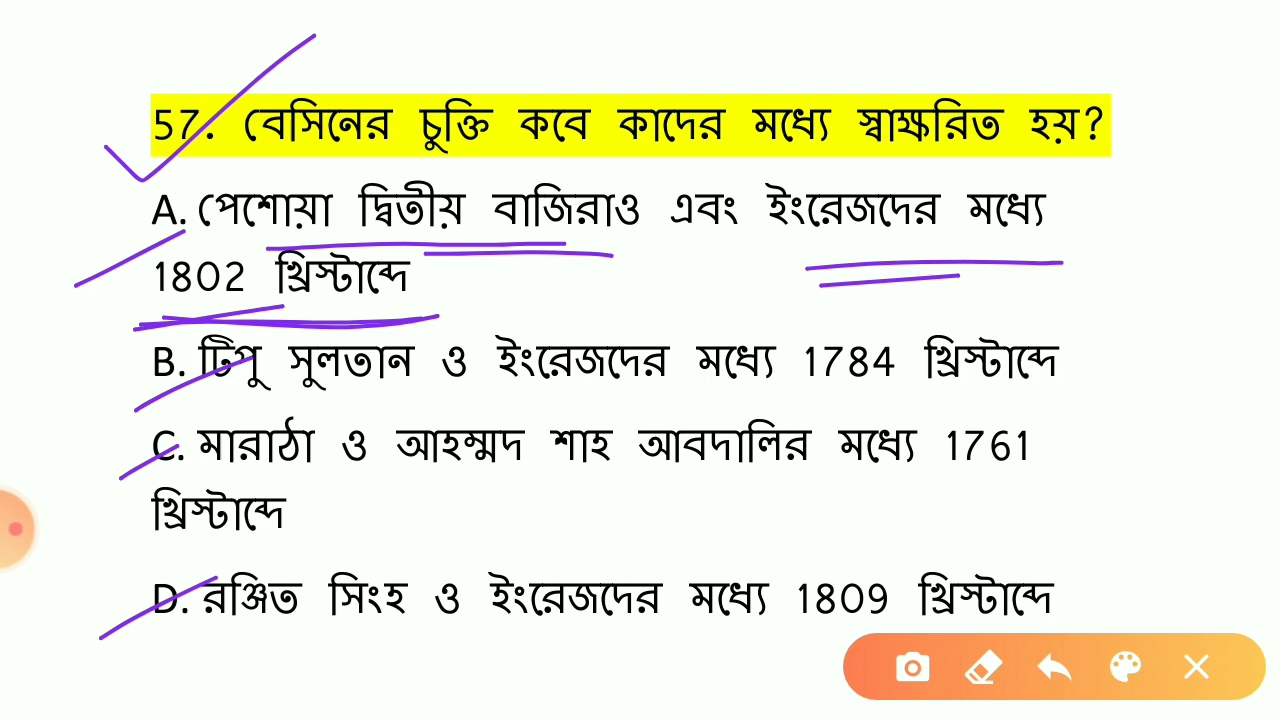 57. বেসিনের চুক্তি কবে কাদের মধ্যে স্বাক্ষরিত হয়?
A. পেশোয়া দ্বিতীয় বাজিরাও এবং ইংরেজদের মধ্যে
1802 খ্রিস্টাব্দে
B. টিপু সুলতান ও ইংরেজদের মধ্যে 1784 খ্রিস্টাব্দে
C. মারাঠা ও আহম্মদ শাহ আবদালির মধ্যে 1761
খ্রিস্টাব্দে
D. রঞ্জিত সিংহ ও ইংরেজদের মধ্যে 1809 খ্রিস্টাব্দে